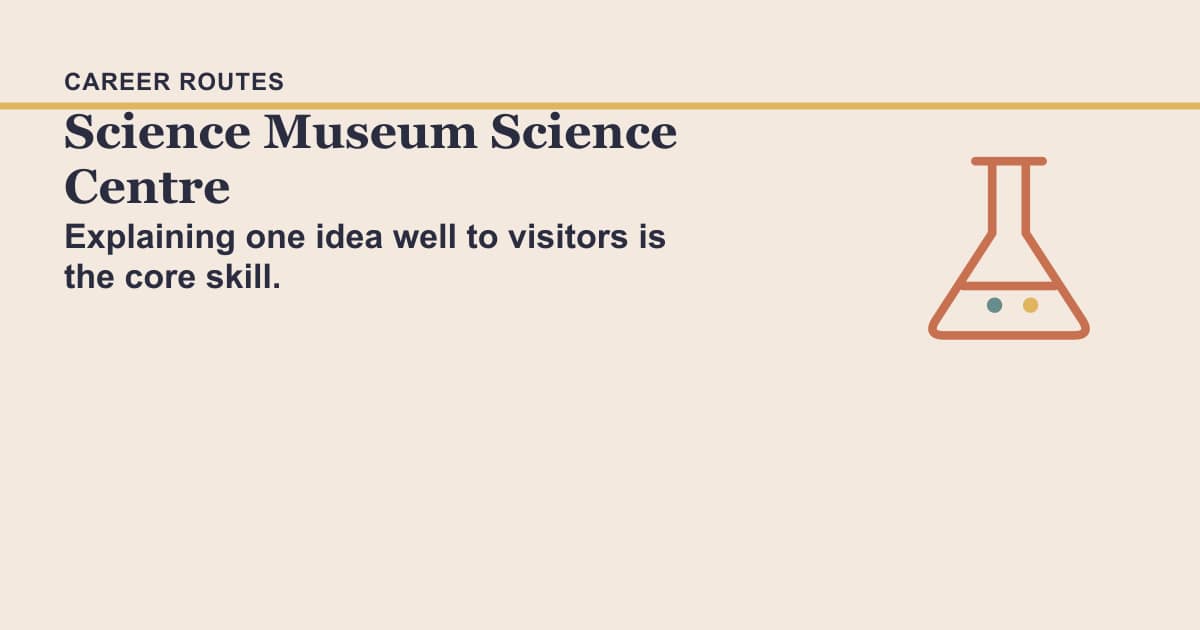 CAREER ROUTES
Science Museum Science
Centre
Explaining one idea well to visitors is
the core skill.